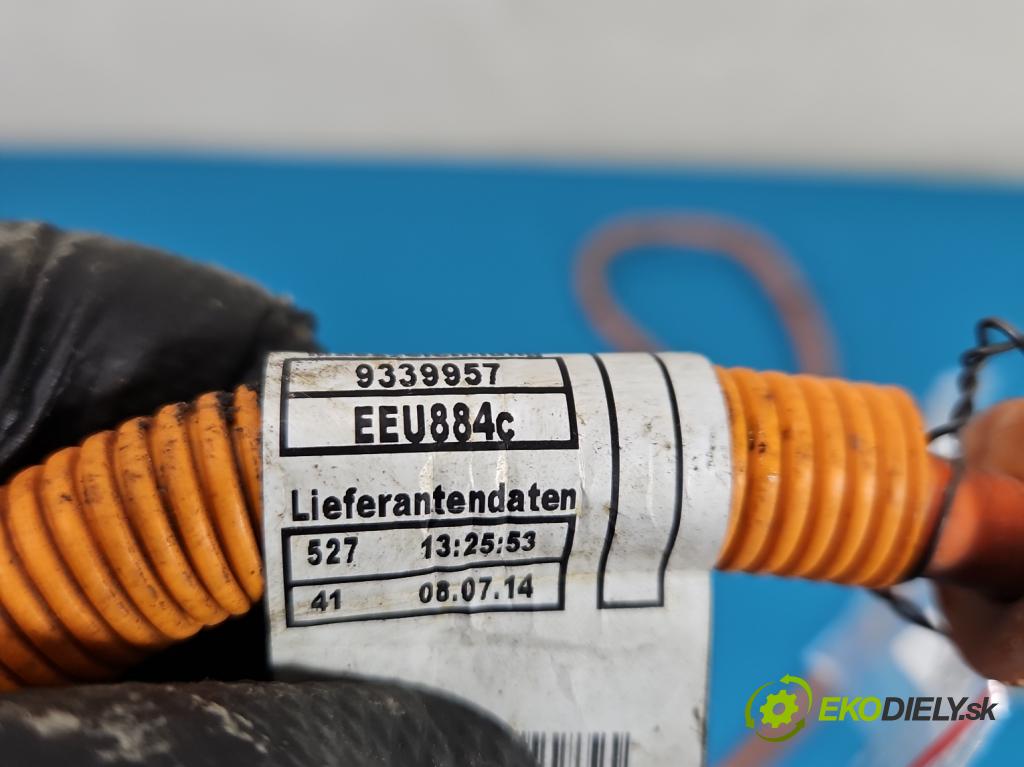 9339957
EEU884c
Lieferantendaten
527 13:25:53
41 08.07.14
EKODIELY.sk